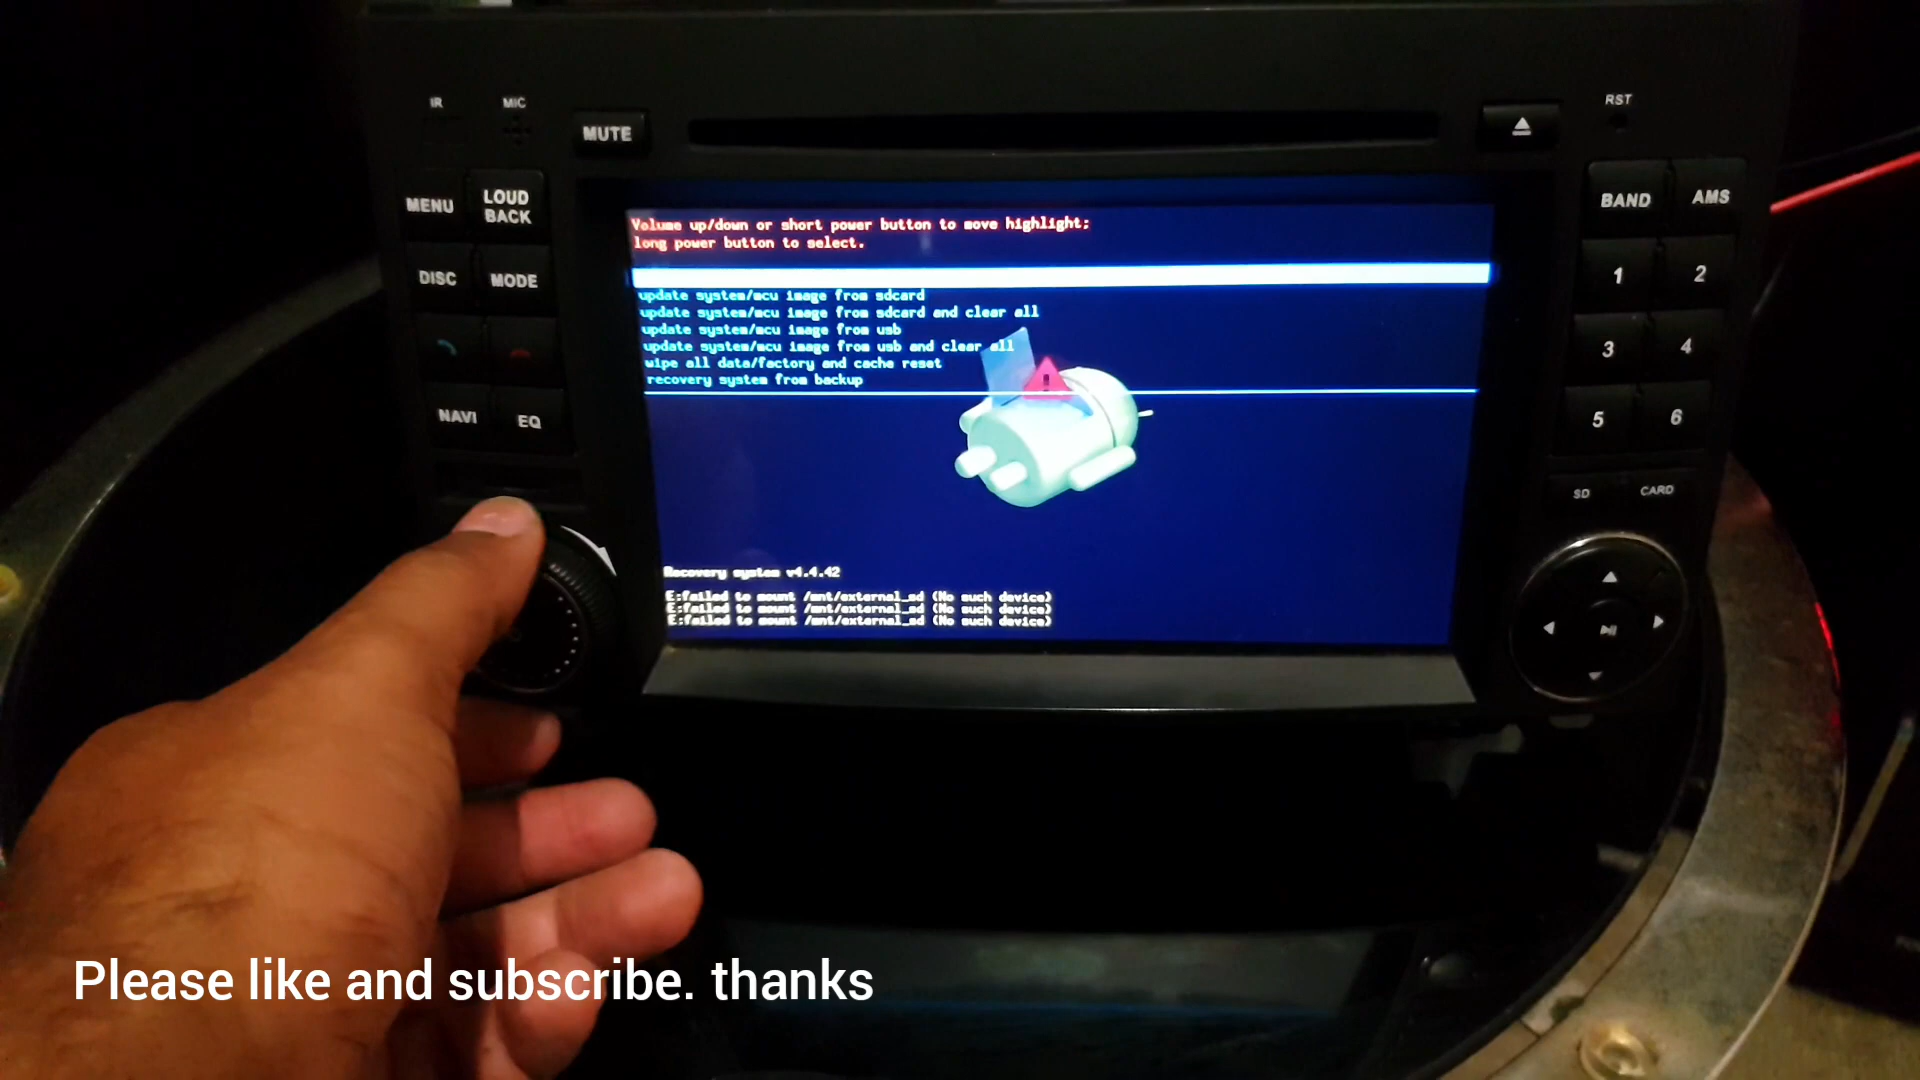 IR
MIC
RST
MUTE
MENU
LOUD
BACK
BAND
AMS
DISC
MODE
1
2
3
4
NAVI
EQ
5
6
SD
CARD
Volume up/down or short power button to move highlight;
long power button to select.
update system/mcu image from sdcard
update system/mcu image from sdcard and clear all
update system/mcu image from usb
update system/mcu image from usb and clear all
wipe all data/factory and cache reset
recovery system from backup
Recovery system v4.4.42
E:failed to mount /mnt/external_sd (No such device)
E:failed to mount /mnt/external_sd (No such device)
E:failed to mount /mnt/external_sd (No such device)
Please like and subscribe. thanks